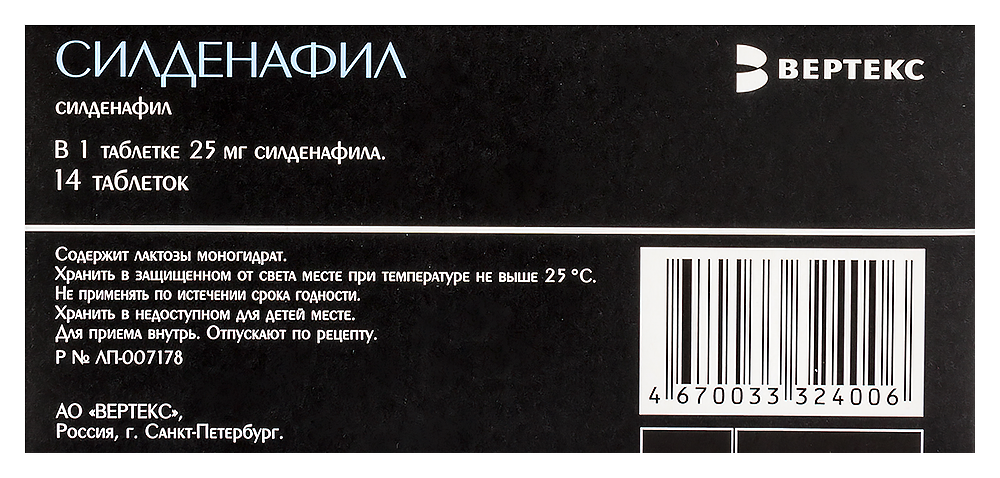 СИЛДЕНАФИЛ
ВЕРТЕКС
СИЛДЕНАФИЛ
В 1 ТАБЛЕТКЕ 25 МГ СИЛДЕНАФИЛА.
14 ТАБЛЕТОК
Содержит лактозы моногидрат.
Хранить в защищенном от света месте при температуре не выше 25 °С.
Не применять по истечении срока годности.
Хранить в недоступном для детей месте.
Для приема внутрь. Отпускают по рецепту.
Р № ЛП-007178
АО «ВЕРТЕКС»,
Россия, г. Санкт-Петербург.
4 670033 324006